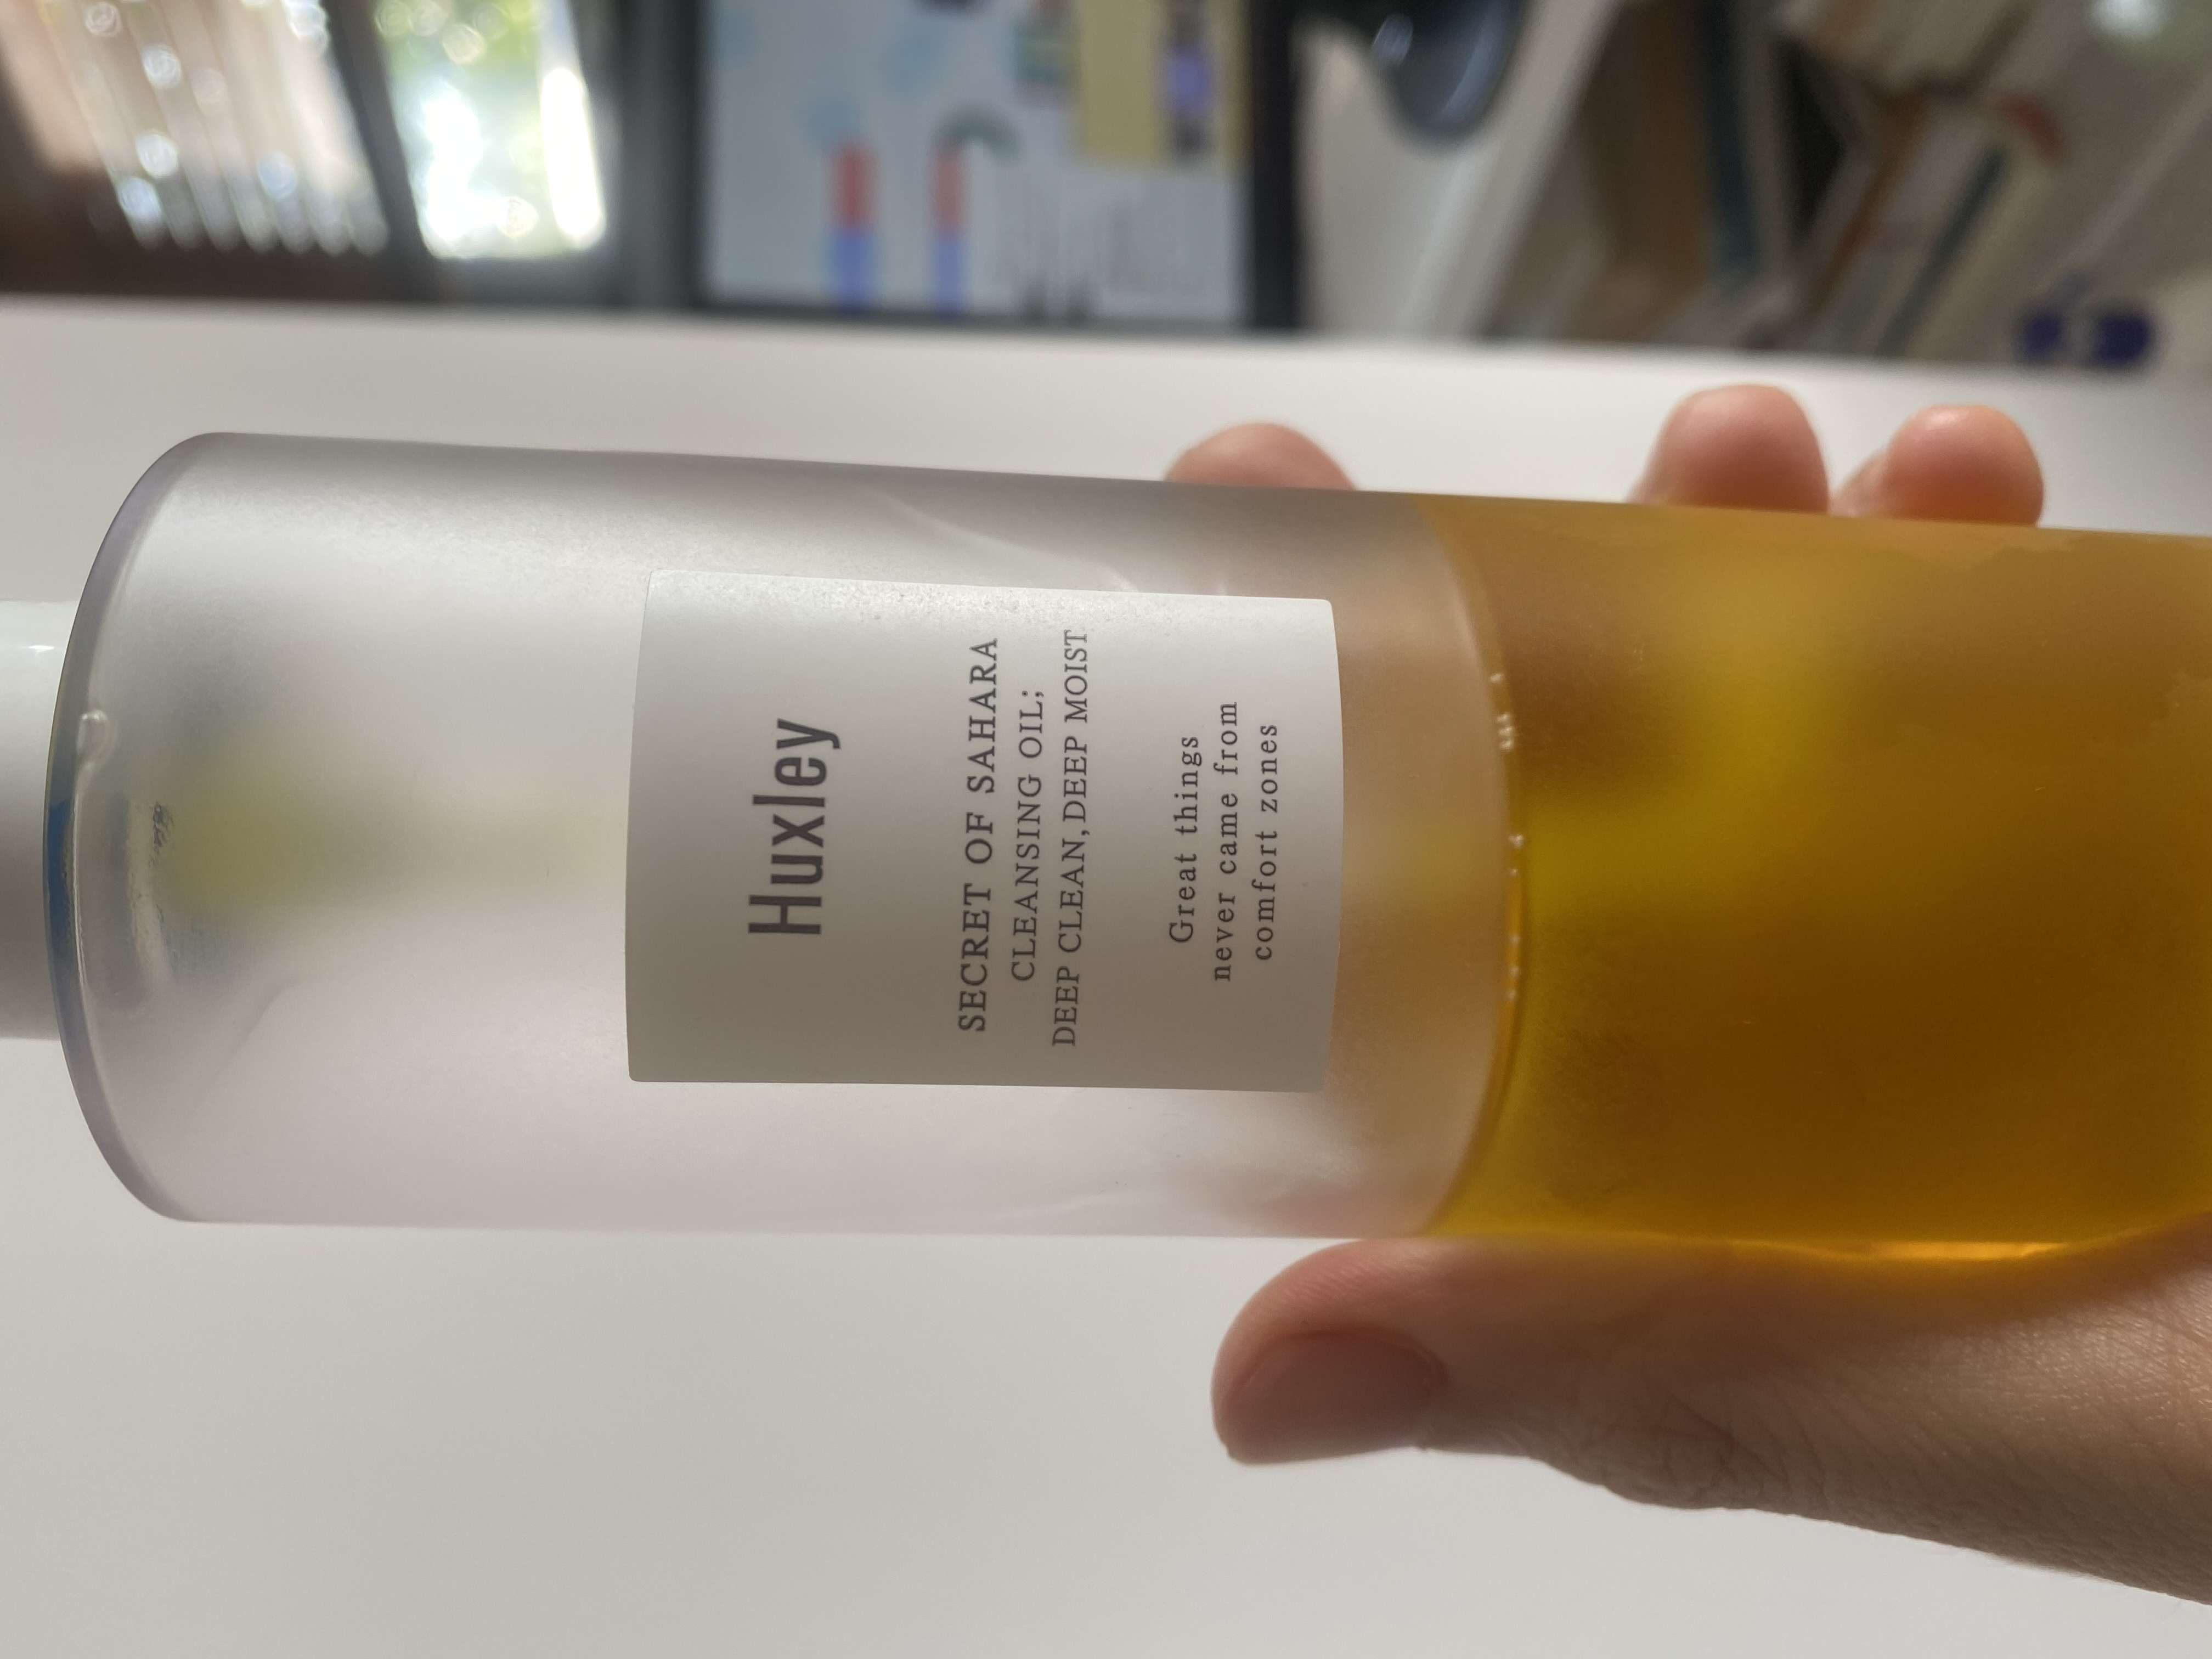 Huxley
SECRET OF SAHARA
CLEANSING OIL;
DEEP CLEAN, DEEP MOIST
Great things
never came from
comfort zones